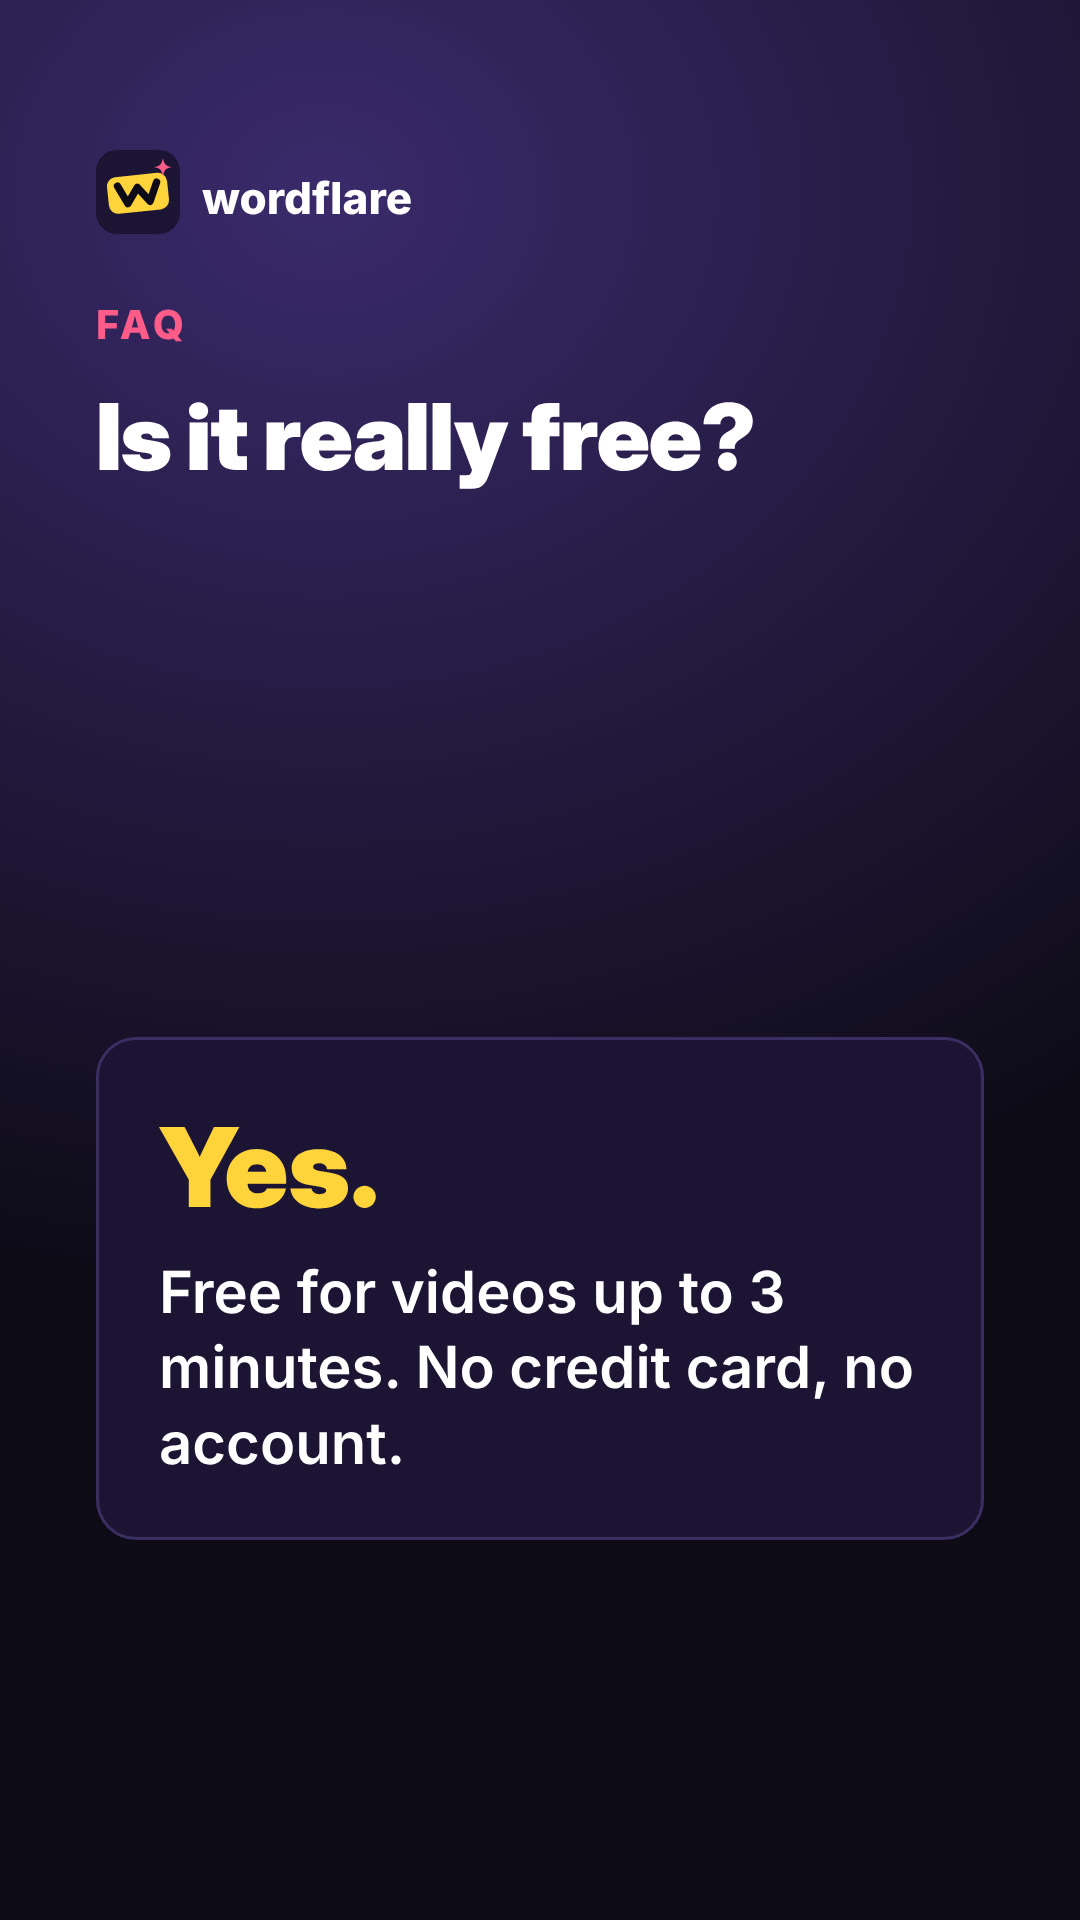 W
wordflare
FAQ
Is it really free?
Yes.
Free for videos up to 3
minutes. No credit card, no
account.